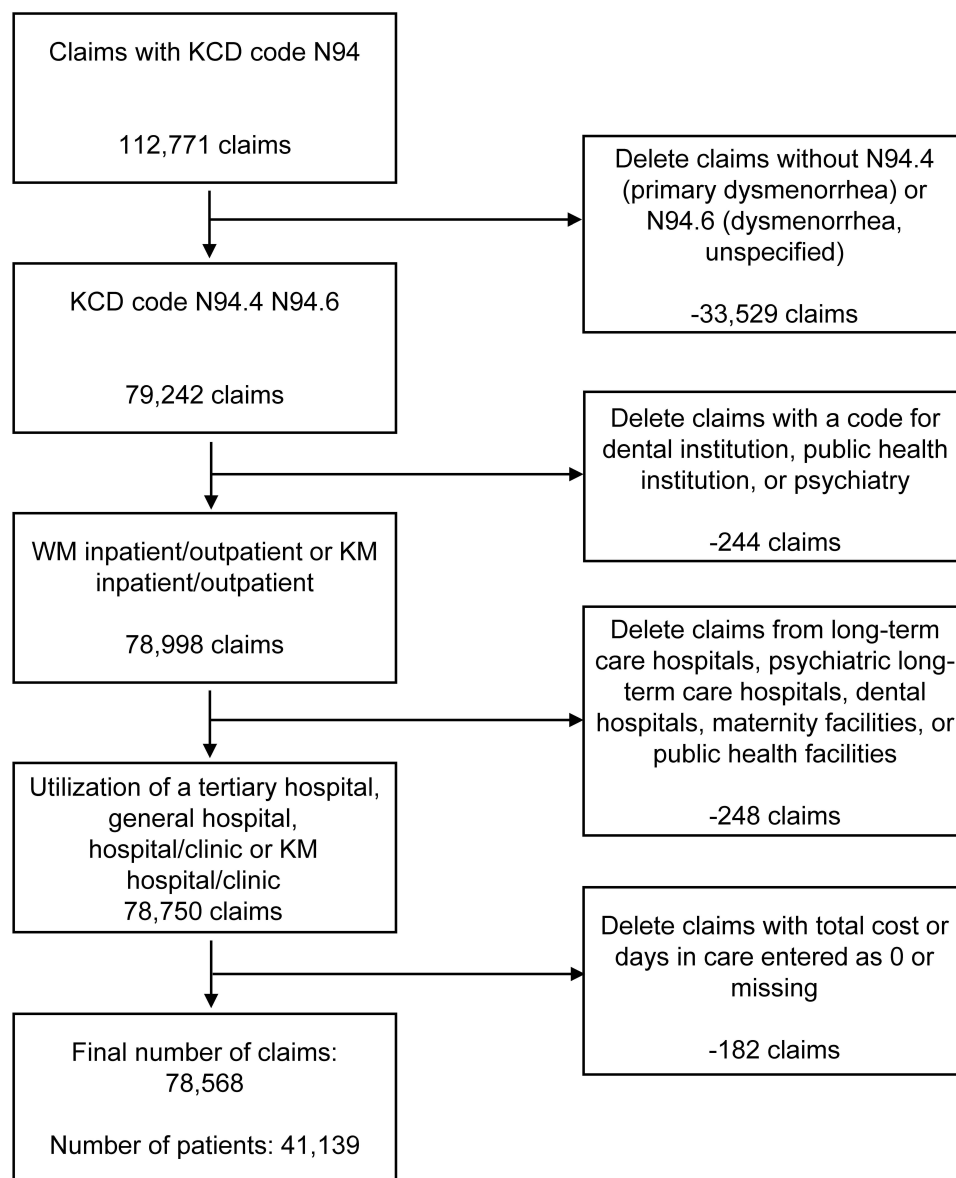 Claims with KCD code N94
112,771 claims
Delete claims without N94.4
(primary dysmenorrhea) or
N94.6 (dysmenorrhea,
unspecified)
-33,529 claims
KCD code N94.4 N94.6
79,242 claims
Delete claims with a code for
dental institution, public health
institution, or psychiatry
-244 claims
WM inpatient/outpatient or KM
inpatient/outpatient
78,998 claims
Delete claims from long-term
care hospitals, psychiatric long-
term care hospitals, dental
hospitals, maternity facilities, or
public health facilities
-248 claims
Utilization of a tertiary hospital,
general hospital,
hospital/clinic or KM
hospital/clinic
78,750 claims
Delete claims with total cost or
days in care entered as 0 or
missing
-182 claims
Final number of claims:
78,568
Number of patients: 41,139